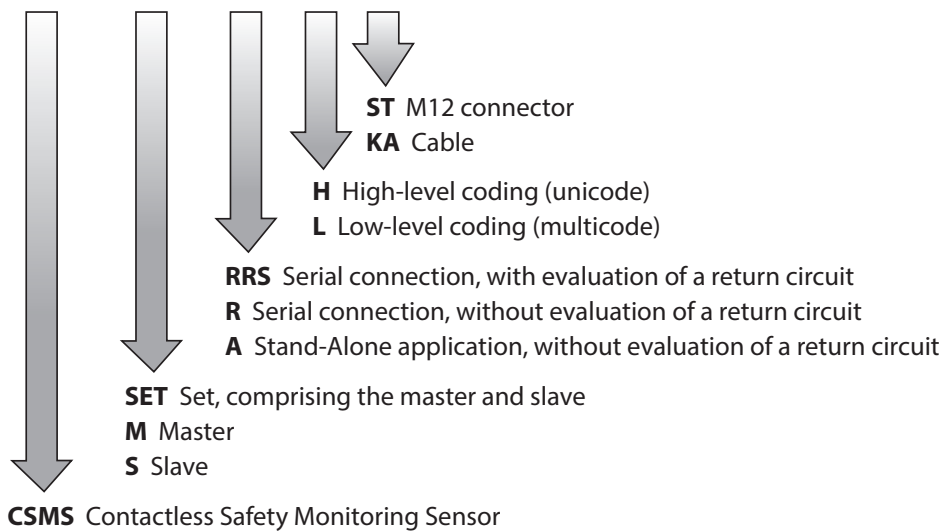 ST M12 connector
KA Cable
H High-level coding (unicode)
L Low-level coding (multicode)
RRS Serial connection, with evaluation of a return circuit
R Serial connection, without evaluation of a return circuit
A Stand-Alone application, without evaluation of a return circuit
SET Set, comprising the master and slave
M Master
S Slave
CSMS Contactless Safety Monitoring Sensor